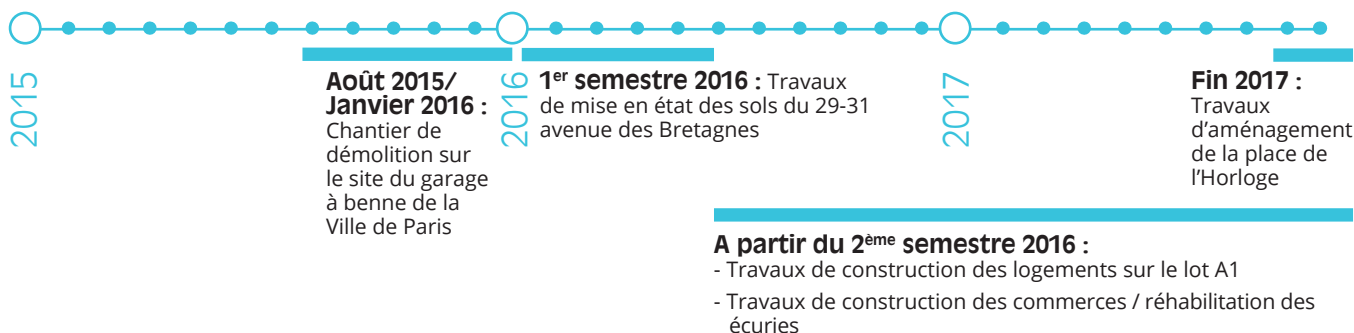 2015
Août 2015/
Janvier 2016 :
Chantier de
démolition sur
le site du garage
à benne de la
Ville de Paris
2016
1er semestre 2016 : Travaux
de mise en état des sols du 29-31
avenue des Bretagnes
2017
Fin 2017 :
Travaux
d’aménagement
de la place de
l’Horloge
A partir du 2ème semestre 2016 :
- Travaux de construction des logements sur le lot A1
- Travaux de construction des commerces / réhabilitation des
écuries